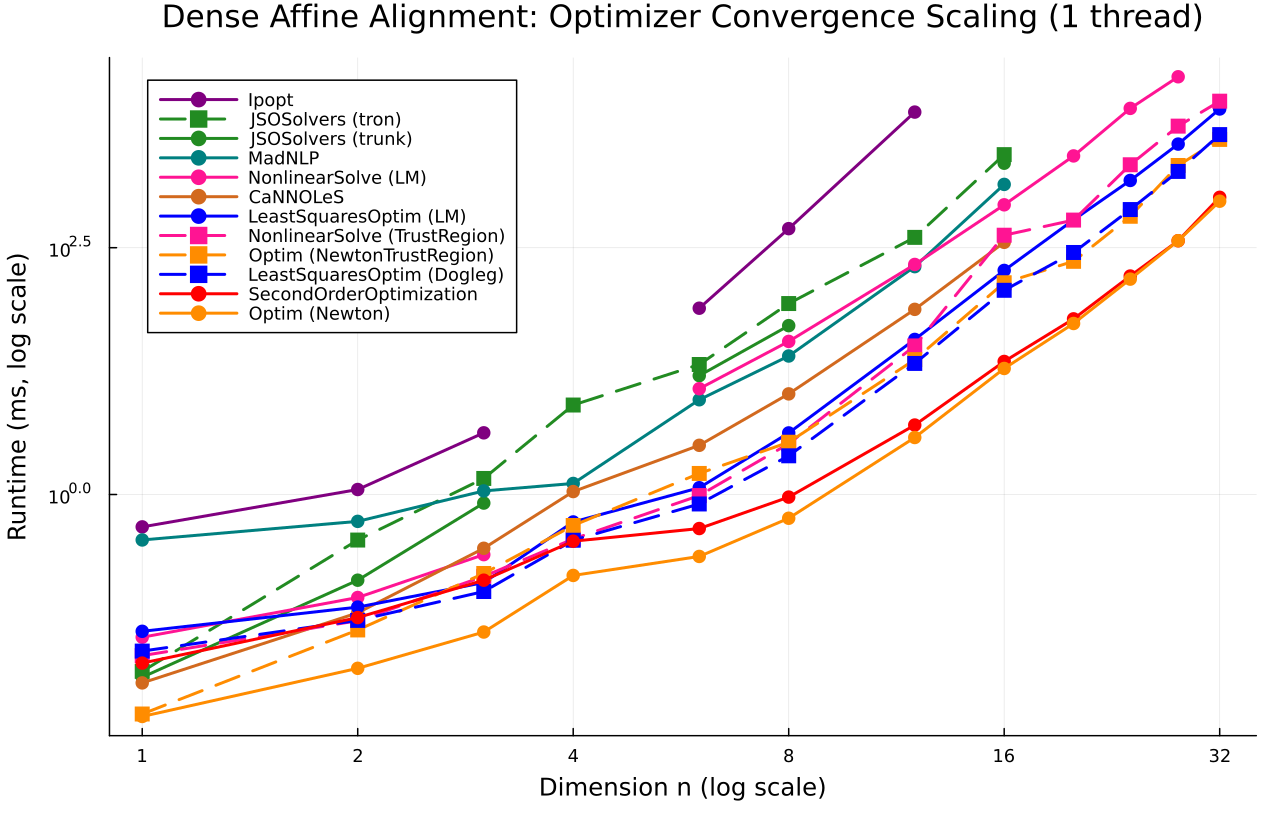 Dense Affine Alignment: Optimizer Convergence Scaling (1 thread)
Ipopt
JSOSolvers (tron)
JSOSolvers (trunk)
MadNLP
NonlinearSolve (LM)
CaNNOLeS
LeastSquaresOptim (LM)
NonlinearSolve (TrustRegion)
Optim (NewtonTrustRegion)
LeastSquaresOptim (Dogleg)
SecondOrderOptimization
Optim (Newton)
Runtime (ms, log scale)
10^2.5
10^0.0
1 2 4 8 16 32
Dimension n (log scale)